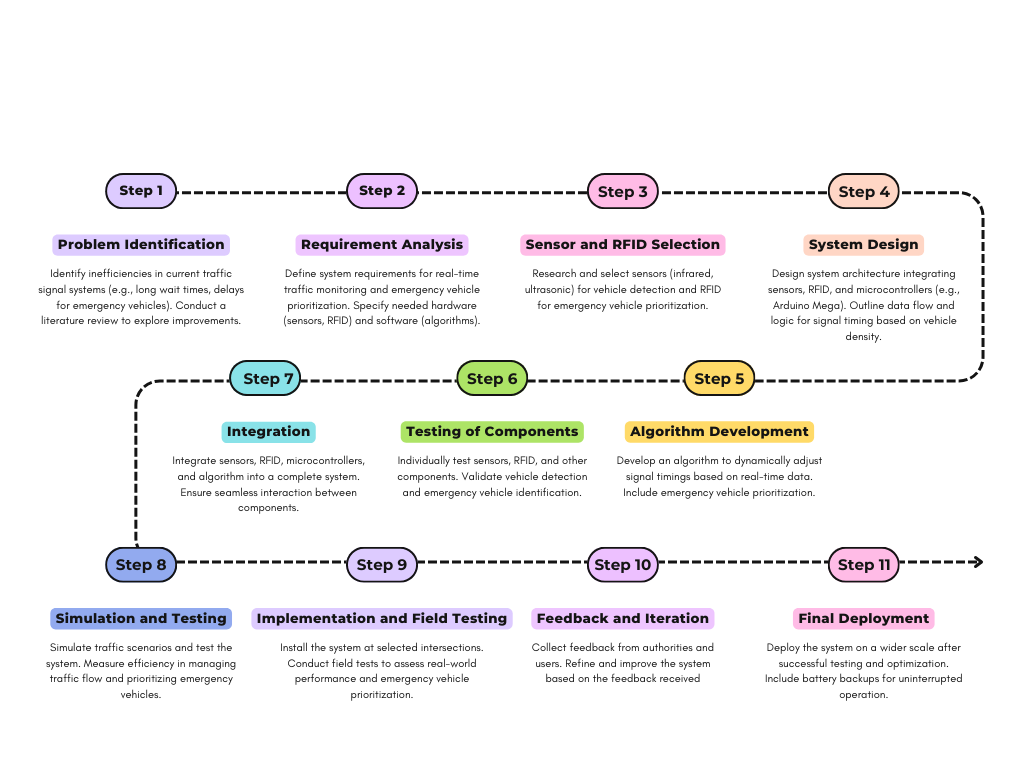 Step 1
Step 2
Step 3
Step 4
Problem Identification
Identify inefficiencies in current traffic
signal systems (e.g., long wait times, delays
for emergency vehicles). Conduct a
literature review to explore improvements.
Requirement Analysis
Define system requirements for real-time
traffic monitoring and emergency vehicle
prioritization. Specify needed hardware
(sensors, RFID) and software (algorithms).
Sensor and RFID Selection
Research and select sensors (infrared,
ultrasonic) for vehicle detection and RFID
for emergency vehicle prioritization.
System Design
Design system architecture integrating
sensors, RFID, and microcontrollers (e.g.,
Arduino Mega). Outline data flow and
logic for signal timing based on vehicle
density.
Step 7
Step 6
Step 5
Integration
Integrate sensors, RFID, microcontrollers,
and algorithm into a complete system.
Ensure seamless interaction between
components.
Testing of Components
Individually test sensors, RFID, and other
components. Validate vehicle detection
and emergency vehicle identification.
Algorithm Development
Develop an algorithm to dynamically adjust
signal timings based on real-time data.
Include emergency vehicle prioritization.
Step 8
Step 9
Step 10
Step 11
Simulation and Testing
Simulate traffic scenarios and test the
system. Measure efficiency in managing
traffic flow and prioritizing emergency
vehicles.
Implementation and Field Testing
Install the system at selected intersections.
Conduct field tests to assess real-world
performance and emergency vehicle
prioritization.
Feedback and Iteration
Collect feedback from authorities and
users. Refine and improve the system
based on the feedback received
Final Deployment
Deploy the system on a wider scale after
successful testing and optimization.
Include battery backups for uninterrupted
operation.